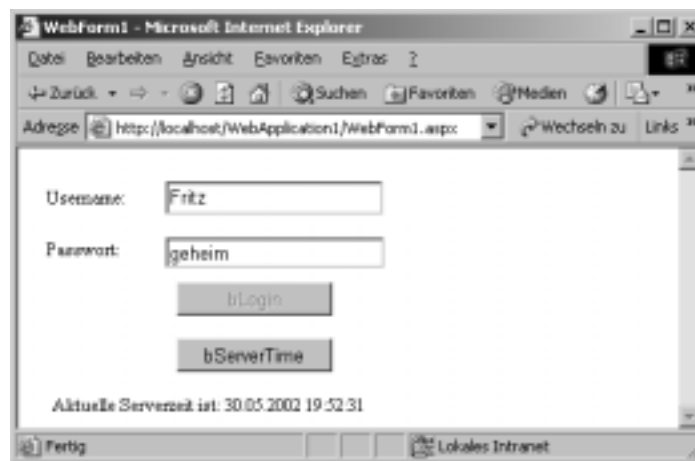 WebForm1 - Microsoft Internet Explorer
Datei Bearbeiten Ansicht Favoriten Extras ?
Zurück Suchen Favoriten Medien
Adresse http://localhost/WebApplication1/WebForm1.aspx Wechseln zu Links
Username: Fritz
Passwort: geheim
bLogin
bServerTime
Aktuelle Serverzeit ist: 30.05.2002 19:52:31
Fertig Lokales Intranet